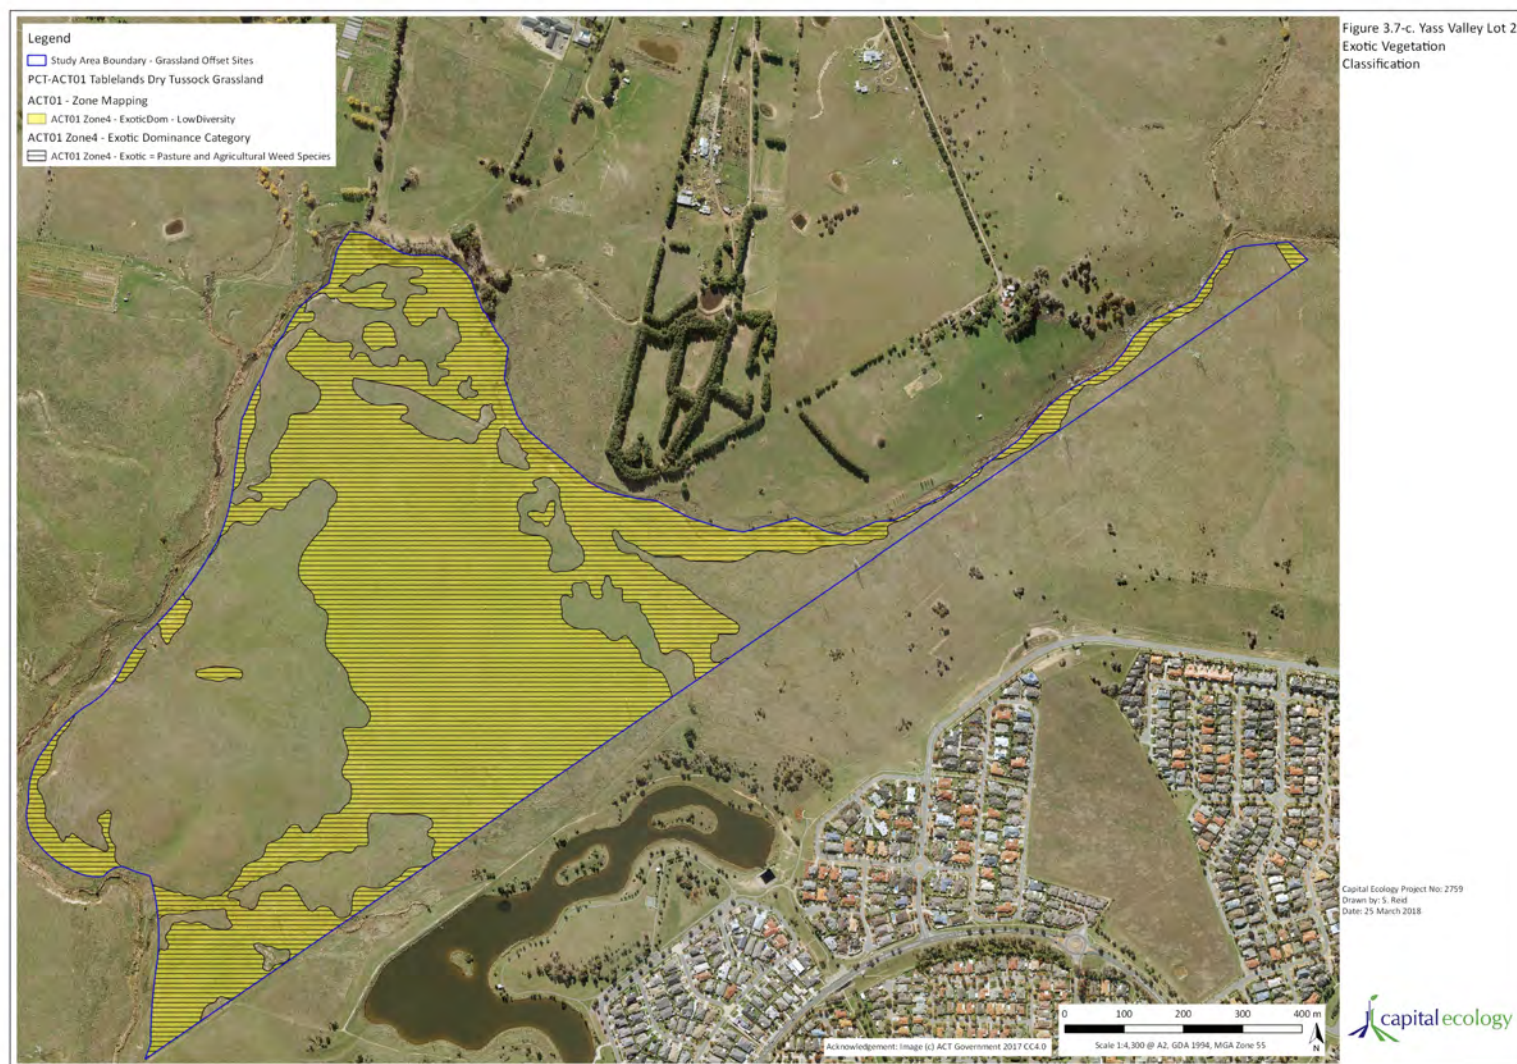 Legend
Study Area Boundary - Grassland Offset Sites
PCT-ACT01 Tablelands Dry Tussock Grassland
ACT01 - Zone Mapping
ACT01 Zone4 - ExoticDom - LowDiversity
ACT01 Zone4 - Exotic Dominance Category
ACT01 Zone4 - Exotic = Pasture and Agricultural Weed Species
Figure 3.7-c. Yass Valley Lot 2
Exotic Vegetation
Classification
Capital Ecology Project No: 2759
Drawn by: S. Reid
Date: 25 March 2018
capital ecology
0 100 200 300 400 m
Scale 1:4,300 @ A2, GDA 1994, MGA Zone 55
N
Acknowledgement: Image (c) ACT Government 2017 CC4.0